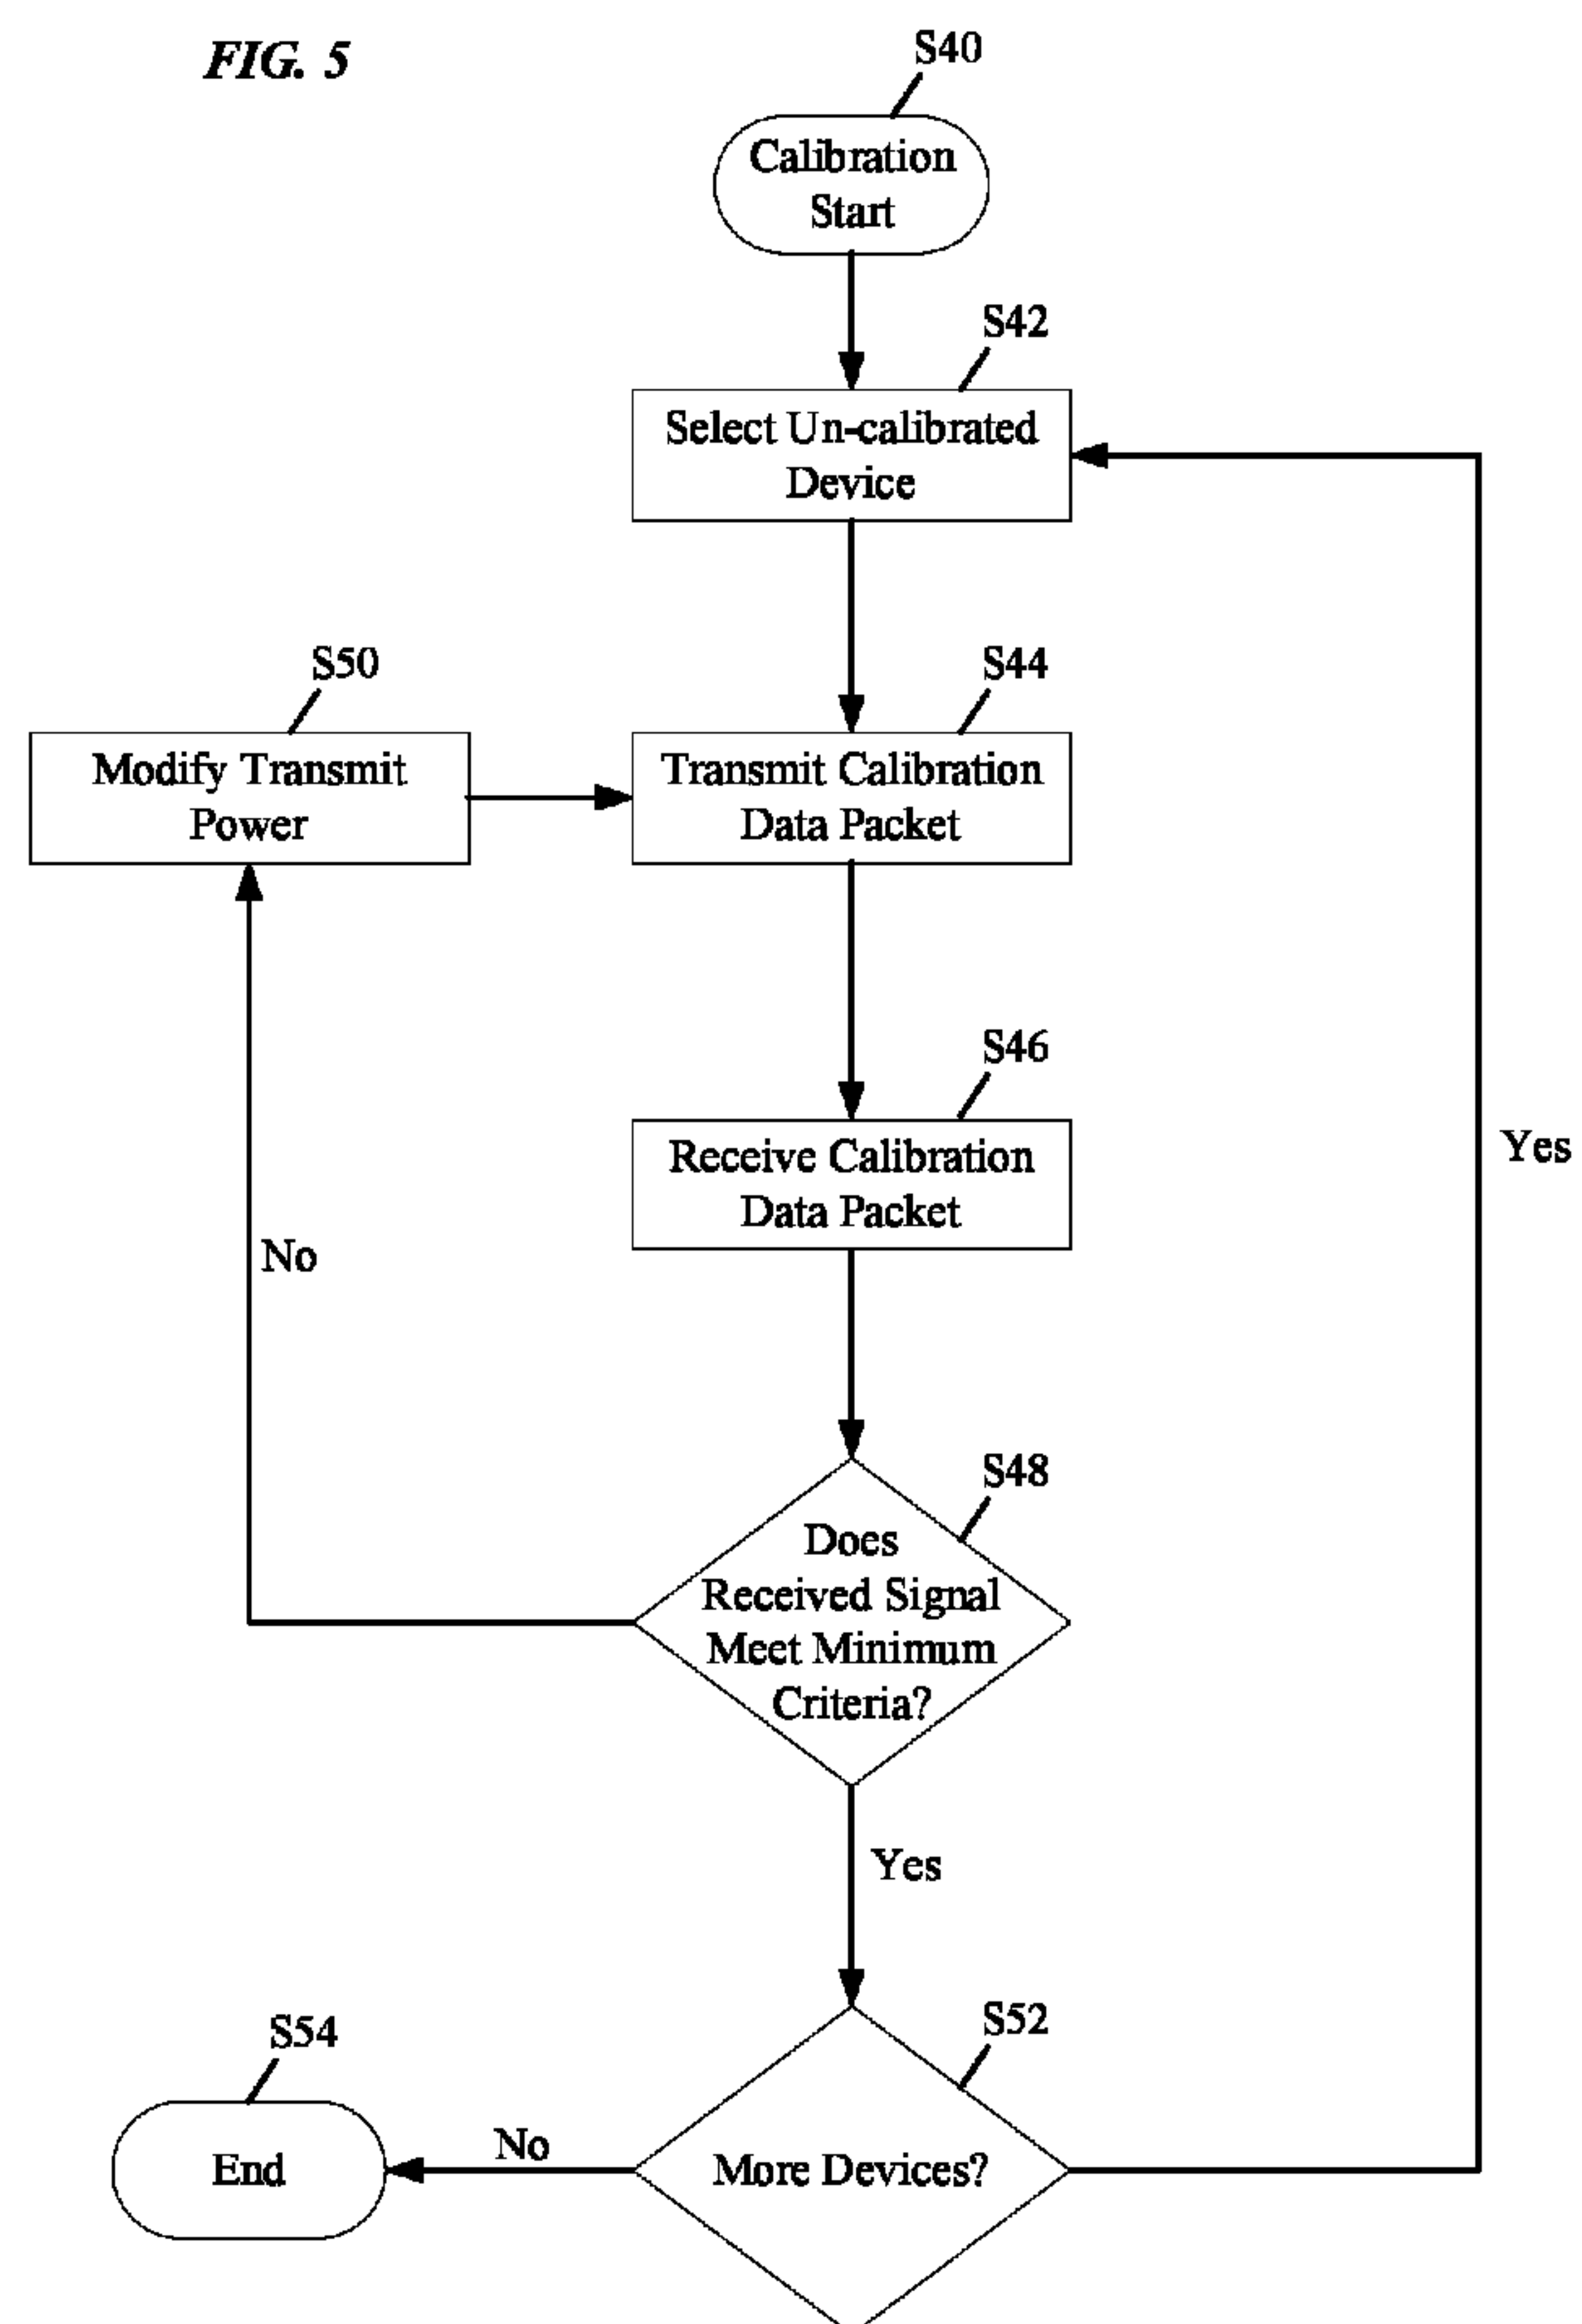 FIG. 5
S40
Calibration
Start
S42
Select Un-calibrated
Device
S50
Modify Transmit
Power
S44
Transmit Calibration
Data Packet
S46
Receive Calibration
Data Packet
Yes
No
S48
Does
Received Signal
Meet Minimum
Criteria?
Yes
S52
More Devices?
No
S54
End